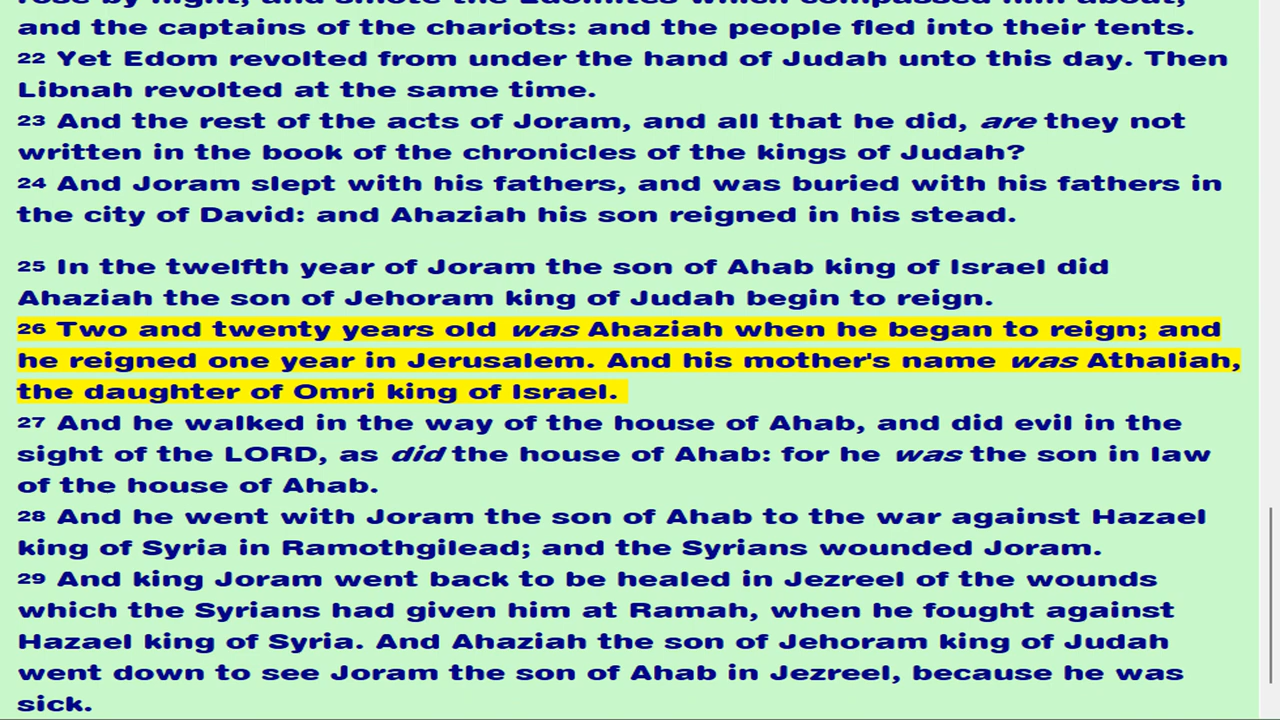 rose by night, and smote the Edomites which compassed him about,
and the captains of the chariots: and the people fled into their tents.
22 Yet Edom revolted from under the hand of Judah unto this day. Then
Libnah revolted at the same time.
23 And the rest of the acts of Joram, and all that he did, are they not
written in the book of the chronicles of the kings of Judah?
24 And Joram slept with his fathers, and was buried with his fathers in
the city of David: and Ahaziah his son reigned in his stead.
25 In the twelfth year of Joram the son of Ahab king of Israel did
Ahaziah the son of Jehoram king of Judah begin to reign.
26 Two and twenty years old was Ahaziah when he began to reign; and
he reigned one year in Jerusalem. And his mother's name was Athaliah,
the daughter of Omri king of Israel.
27 And he walked in the way of the house of Ahab, and did evil in the
sight of the LORD, as did the house of Ahab: for he was the son in law
of the house of Ahab.
28 And he went with Joram the son of Ahab to the war against Hazael
king of Syria in Ramothgilead; and the Syrians wounded Joram.
29 And king Joram went back to be healed in Jezreel of the wounds
which the Syrians had given him at Ramah, when he fought against
Hazael king of Syria. And Ahaziah the son of Jehoram king of Judah
went down to see Joram the son of Ahab in Jezreel, because he was
sick.